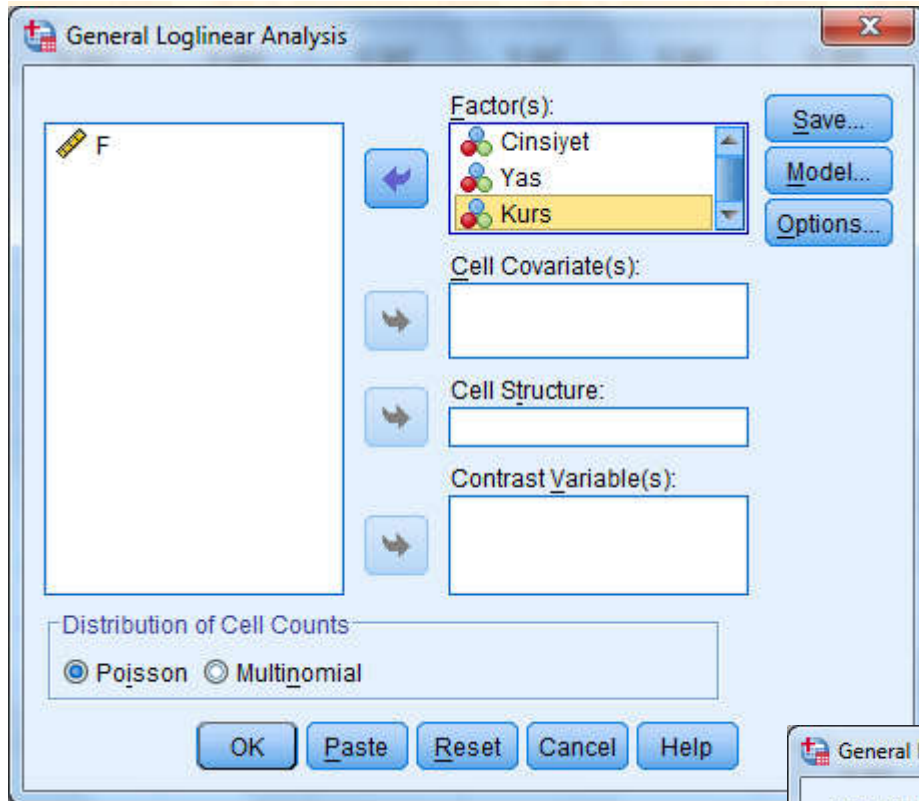 General Loglinear Analysis
F
Factor(s):
Cinsiyet
Yas
Kurs
Save...
Model...
Options...
Cell Covariate(s):
Cell Structure:
Contrast Variable(s):
Distribution of Cell Counts
Poisson Multinomial
OK Paste Reset Cancel Help
General